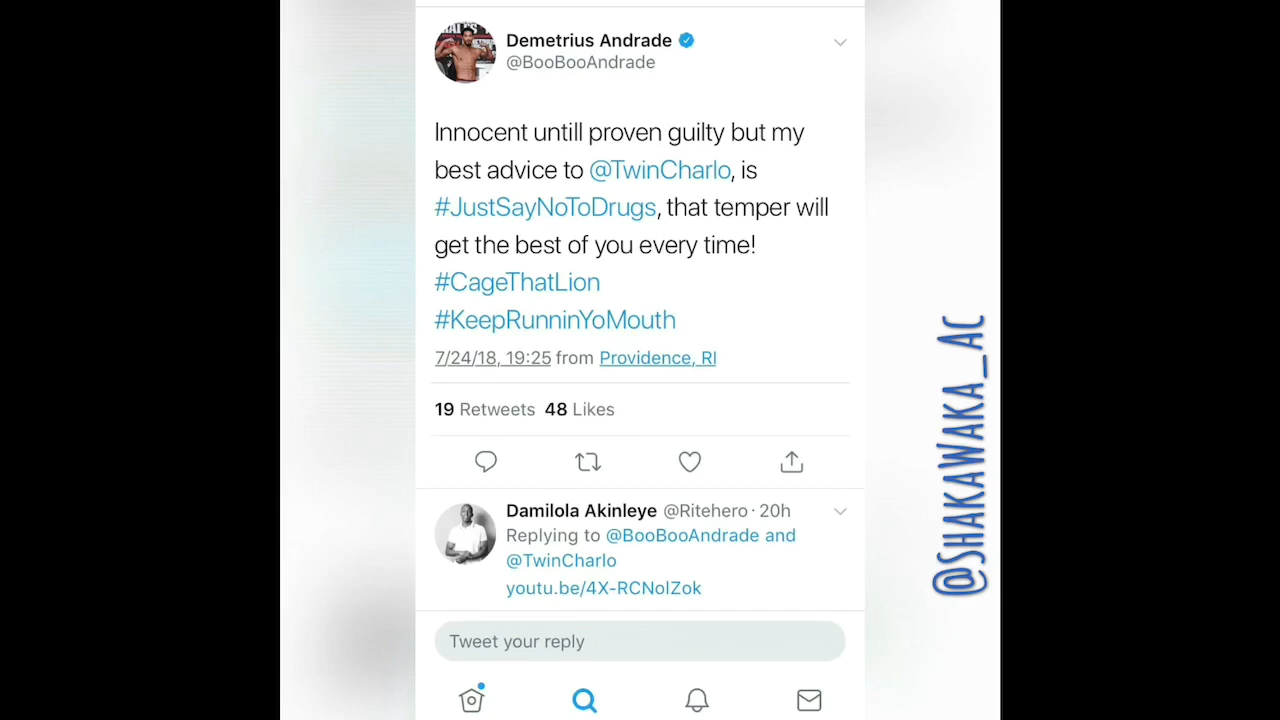 Demetrius Andrade
@BooBooAndrade
Innocent untill proven guilty but my
best advice to @TwinCharlo, is
#JustSayNoToDrugs, that temper will
get the best of you every time!
#CageThatLion
#KeepRunninYoMouth
7/24/18, 19:25 from Providence, RI
19 Retweets 48 Likes
Damilola Akinleye @Ritehero · 20h
Replying to @BooBooAndrade and
@TwinCharlo
youtu.be/4X-RCNolZok
Tweet your reply
@SHAKAWAKA_AC